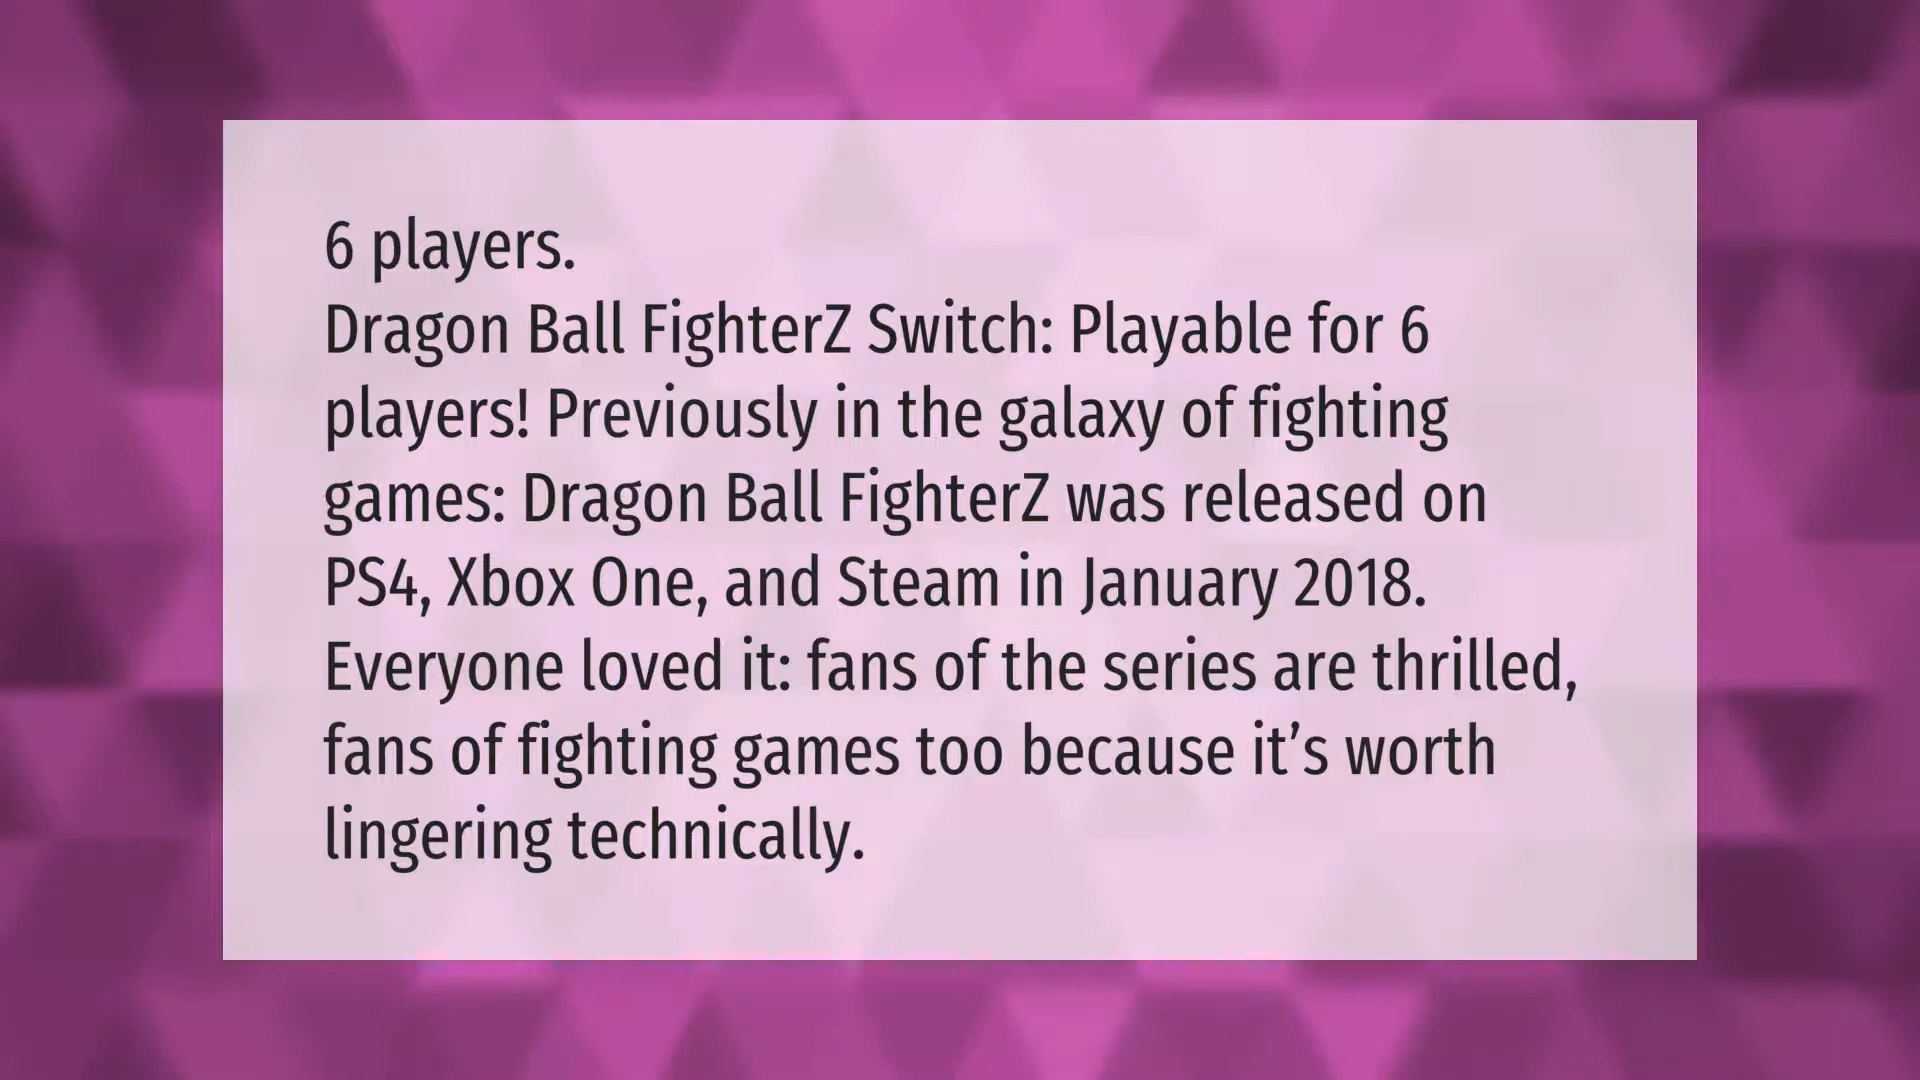 6 players.
Dragon Ball FighterZ Switch: Playable for 6
players! Previously in the galaxy of fighting
games: Dragon Ball FighterZ was released on
PS4, Xbox One, and Steam in January 2018.
Everyone loved it: fans of the series are thrilled,
fans of fighting games too because it’s worth
lingering technically.